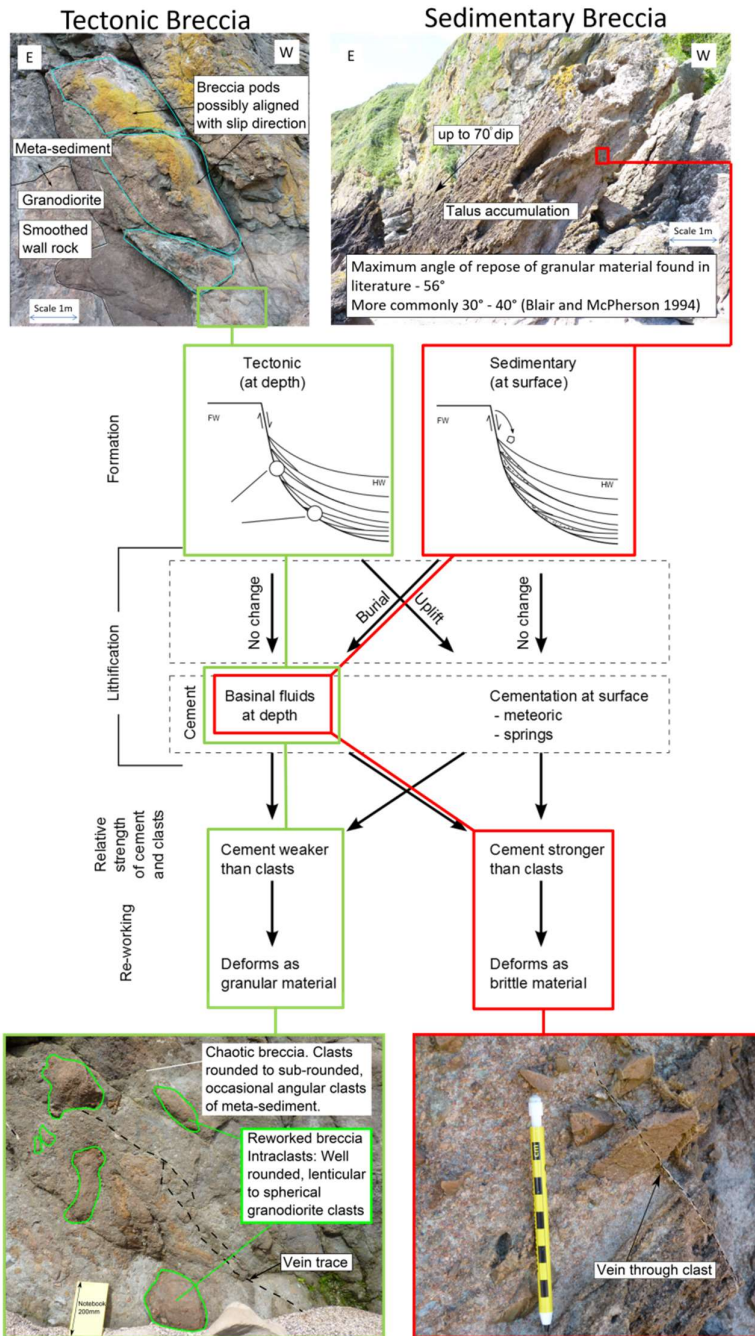 Tectonic Breccia
Sedimentary Breccia
E
W
Breccia pods
possibly aligned
with slip direction
Meta-sediment
Granodiorite
Smoothed
wall rock
Scale 1m
E
W
up to 70 dip
Talus accumulation
Scale 1m
Maximum angle of repose of granular material found in
literature - 56°
More commonly 30° - 40° (Blair and McPherson 1994)
Formation
Tectonic
(at depth)
FW
HW
Sedimentary
(at surface)
FW
HW
Lithification
No change
Burial
Uplift
No change
Cement
Basinal fluids
at depth
Cementation at surface
- meteoric
- springs
Relative
strength
of cement
and clasts
Cement weaker
than clasts
Cement stronger
than clasts
Re-working
Deforms as
granular material
Deforms as
brittle material
Chaotic breccia. Clasts
rounded to sub-rounded,
occasional angular clasts
of meta-sediment.
Reworked breccia
Intraclasts: Well
rounded, lenticular
to spherical
granodiorite clasts
Vein trace
Notebook
200mm
Vein through clast